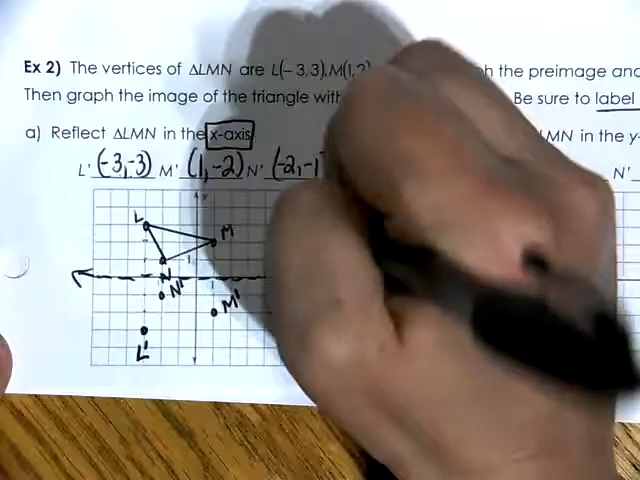 Ex 2) The vertices of ΔLMN are L(−3,3), M(1,2) the preimage and
Then graph the image of the triangle with Be sure to label
a) Reflect ΔLMN in the x-axis LMN in the y-
L' (-3,-3) M' (1,-2) N' (-2,-1 N'
L
M
N
N'
M'
L'